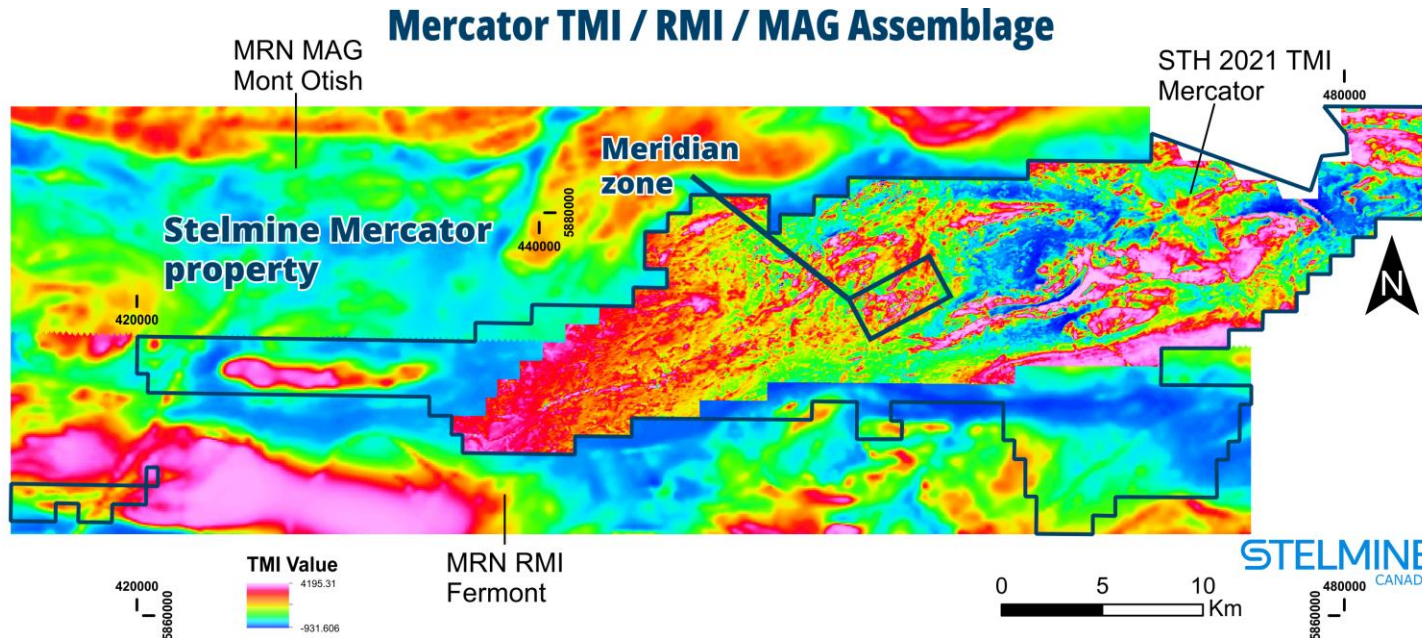 Mercator TMI / RMI / MAG Assemblage
MRN MAG
Mont Otish
STH 2021 TMI
Mercator
480000
Meridian
zone
Stelmine Mercator
property
440000
5880000
420000
N
MRN RMI
Fermont
TMI Value
4195.31
-931.606
420000
5860000
0 5 10
Km
STELMINE
CANAD
480000
5860000